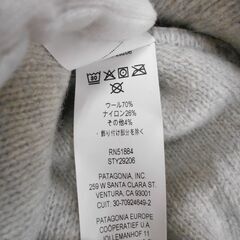 ウール70%
ナイロン26%
その他4%
飾り付け部分を除く
RN51884
STY29206
PATAGONIA, INC.
259 W SANTA CLARA ST.
VENTURA, CA 93001
CUIT: 30-70924649-2
PATAGONIA EUROPE
COÖPERATIEF U.A
JOLLEMANHOF 11